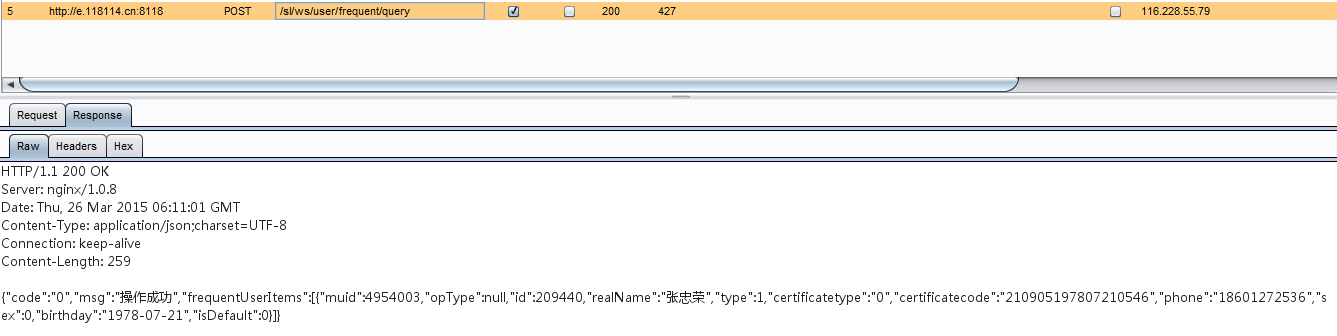 5 http://e.118114.cn:8118 POST /sl/ws/user/frequent/query 200 427 116.228.55.79
Request Response
Raw Headers Hex
HTTP/1.1 200 OK
Server: nginx/1.0.8
Date: Thu, 26 Mar 2015 06:11:01 GMT
Content-Type: application/json;charset=UTF-8
Connection: keep-alive
Content-Length: 259
{"code":"0","msg":"操作成功","frequentUserItems":[{"muid":4954003,"opType":null,"id":209440,"realName":"张忠荣","type":1,"certificatetype":"0","certificatecode":"210905197807210546","phone":"18601272536","s
ex":0,"birthday":"1978-07-21","isDefault":0}]}